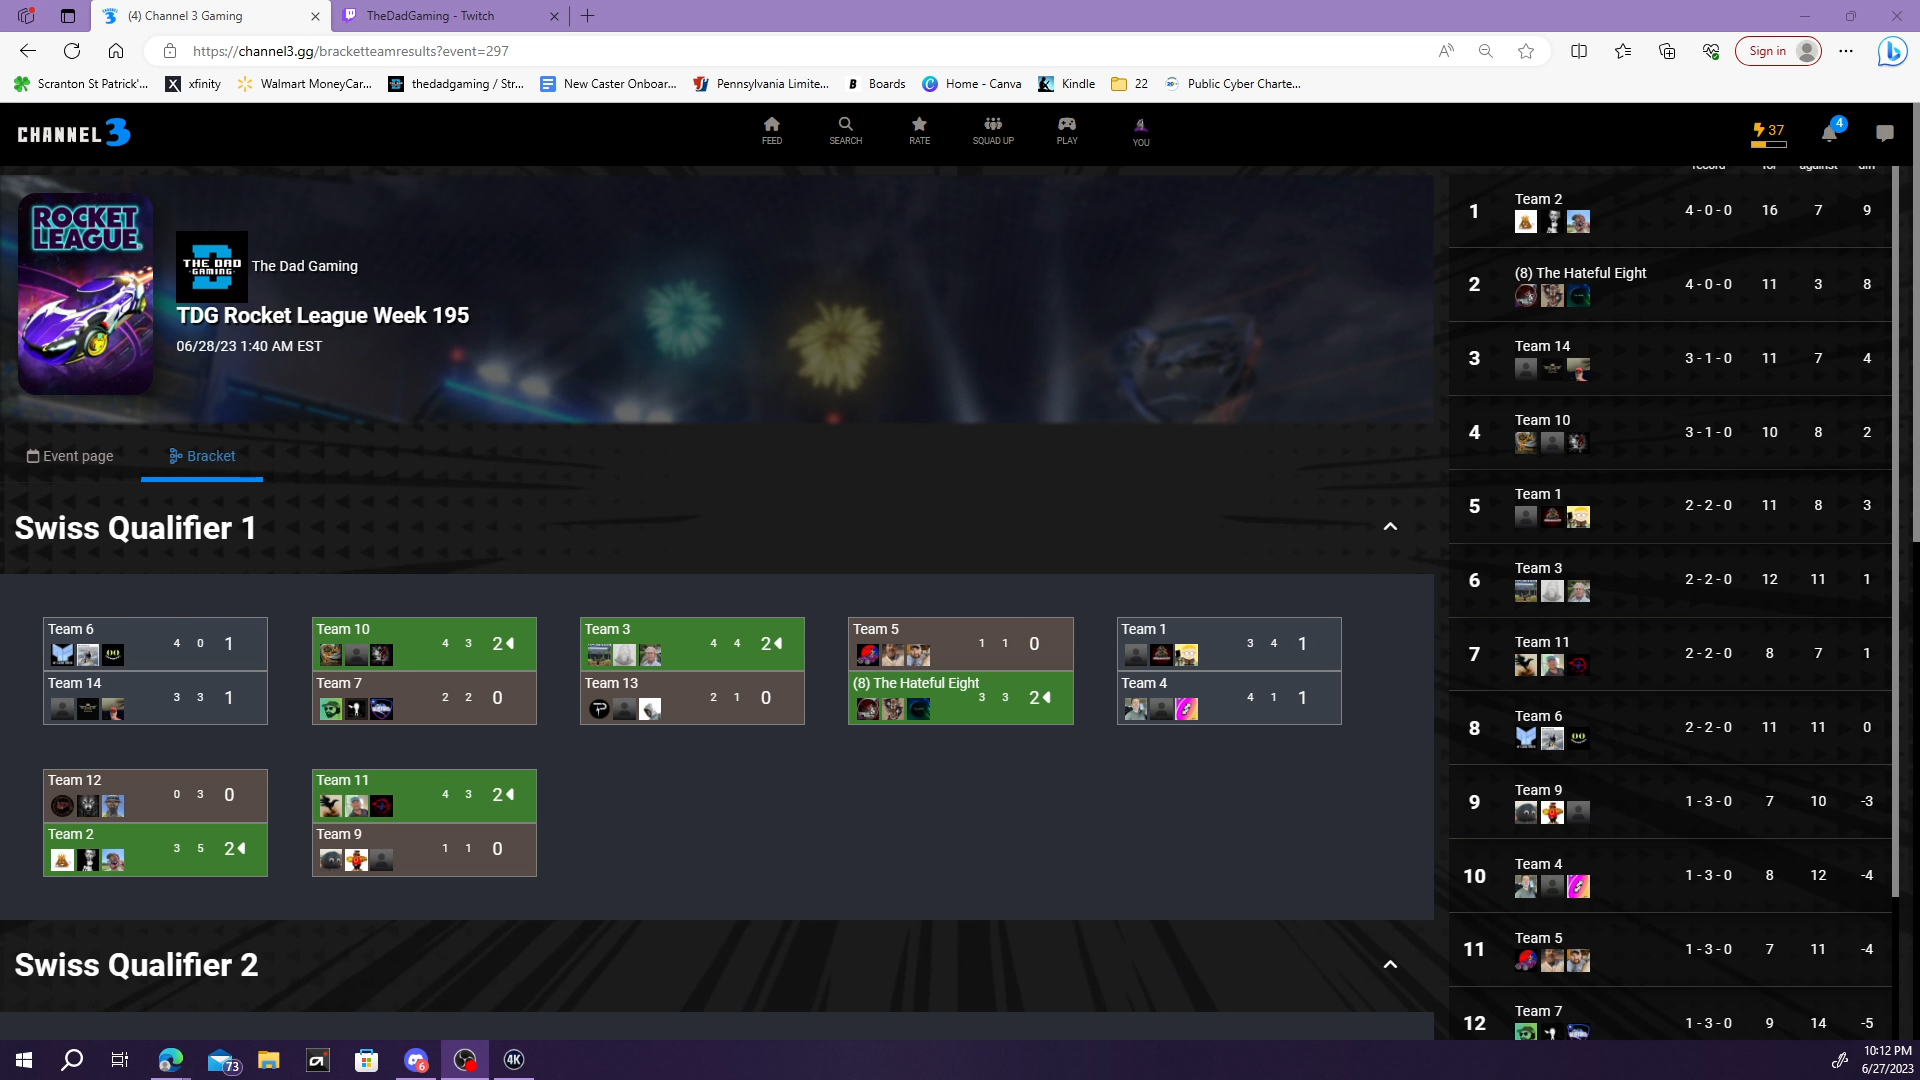 (4) Channel 3 Gaming
TheDadGaming - Twitch
https://channel3.gg/bracketteamresults?event=297
Sign in
Scranton St Patrick'...
xfinity
Walmart MoneyCar...
thedadgaming / Str...
New Caster Onboar...
Pennsylvania Limite...
Boards
Home - Canva
Kindle
22
Public Cyber Charte...
CHANNEL 3
FEED
SEARCH
RATE
SQUAD UP
PLAY
YOU
37
4
ROCKET
LEAGUE
THE DAD
GAMING
The Dad Gaming
TDG Rocket League Week 195
06/28/23 1:40 AM EST
Event page
Bracket
Swiss Qualifier 1
Team 6
4 0 1
Team 14
3 3 1
Team 10
4 3 2
Team 7
2 2 0
Team 3
4 4 2
Team 13
2 1 0
Team 5
1 1 0
(8) The Hateful Eight
3 3 2
Team 1
3 4 1
Team 4
4 1 1
Team 12
0 3 0
Team 2
3 5 2
Team 11
4 3 2
Team 9
1 1 0
Swiss Qualifier 2
record for against diff
1 Team 2 4 - 0 - 0 16 7 9
2 (8) The Hateful Eight 4 - 0 - 0 11 3 8
3 Team 14 3 - 1 - 0 11 7 4
4 Team 10 3 - 1 - 0 10 8 2
5 Team 1 2 - 2 - 0 11 8 3
6 Team 3 2 - 2 - 0 12 11 1
7 Team 11 2 - 2 - 0 8 7 1
8 Team 6 2 - 2 - 0 11 11 0
9 Team 9 1 - 3 - 0 7 10 -3
10 Team 4 1 - 3 - 0 8 12 -4
11 Team 5 1 - 3 - 0 7 11 -4
12 Team 7 1 - 3 - 0 9 14 -5
73
6
4K
10:12 PM
6/27/2023